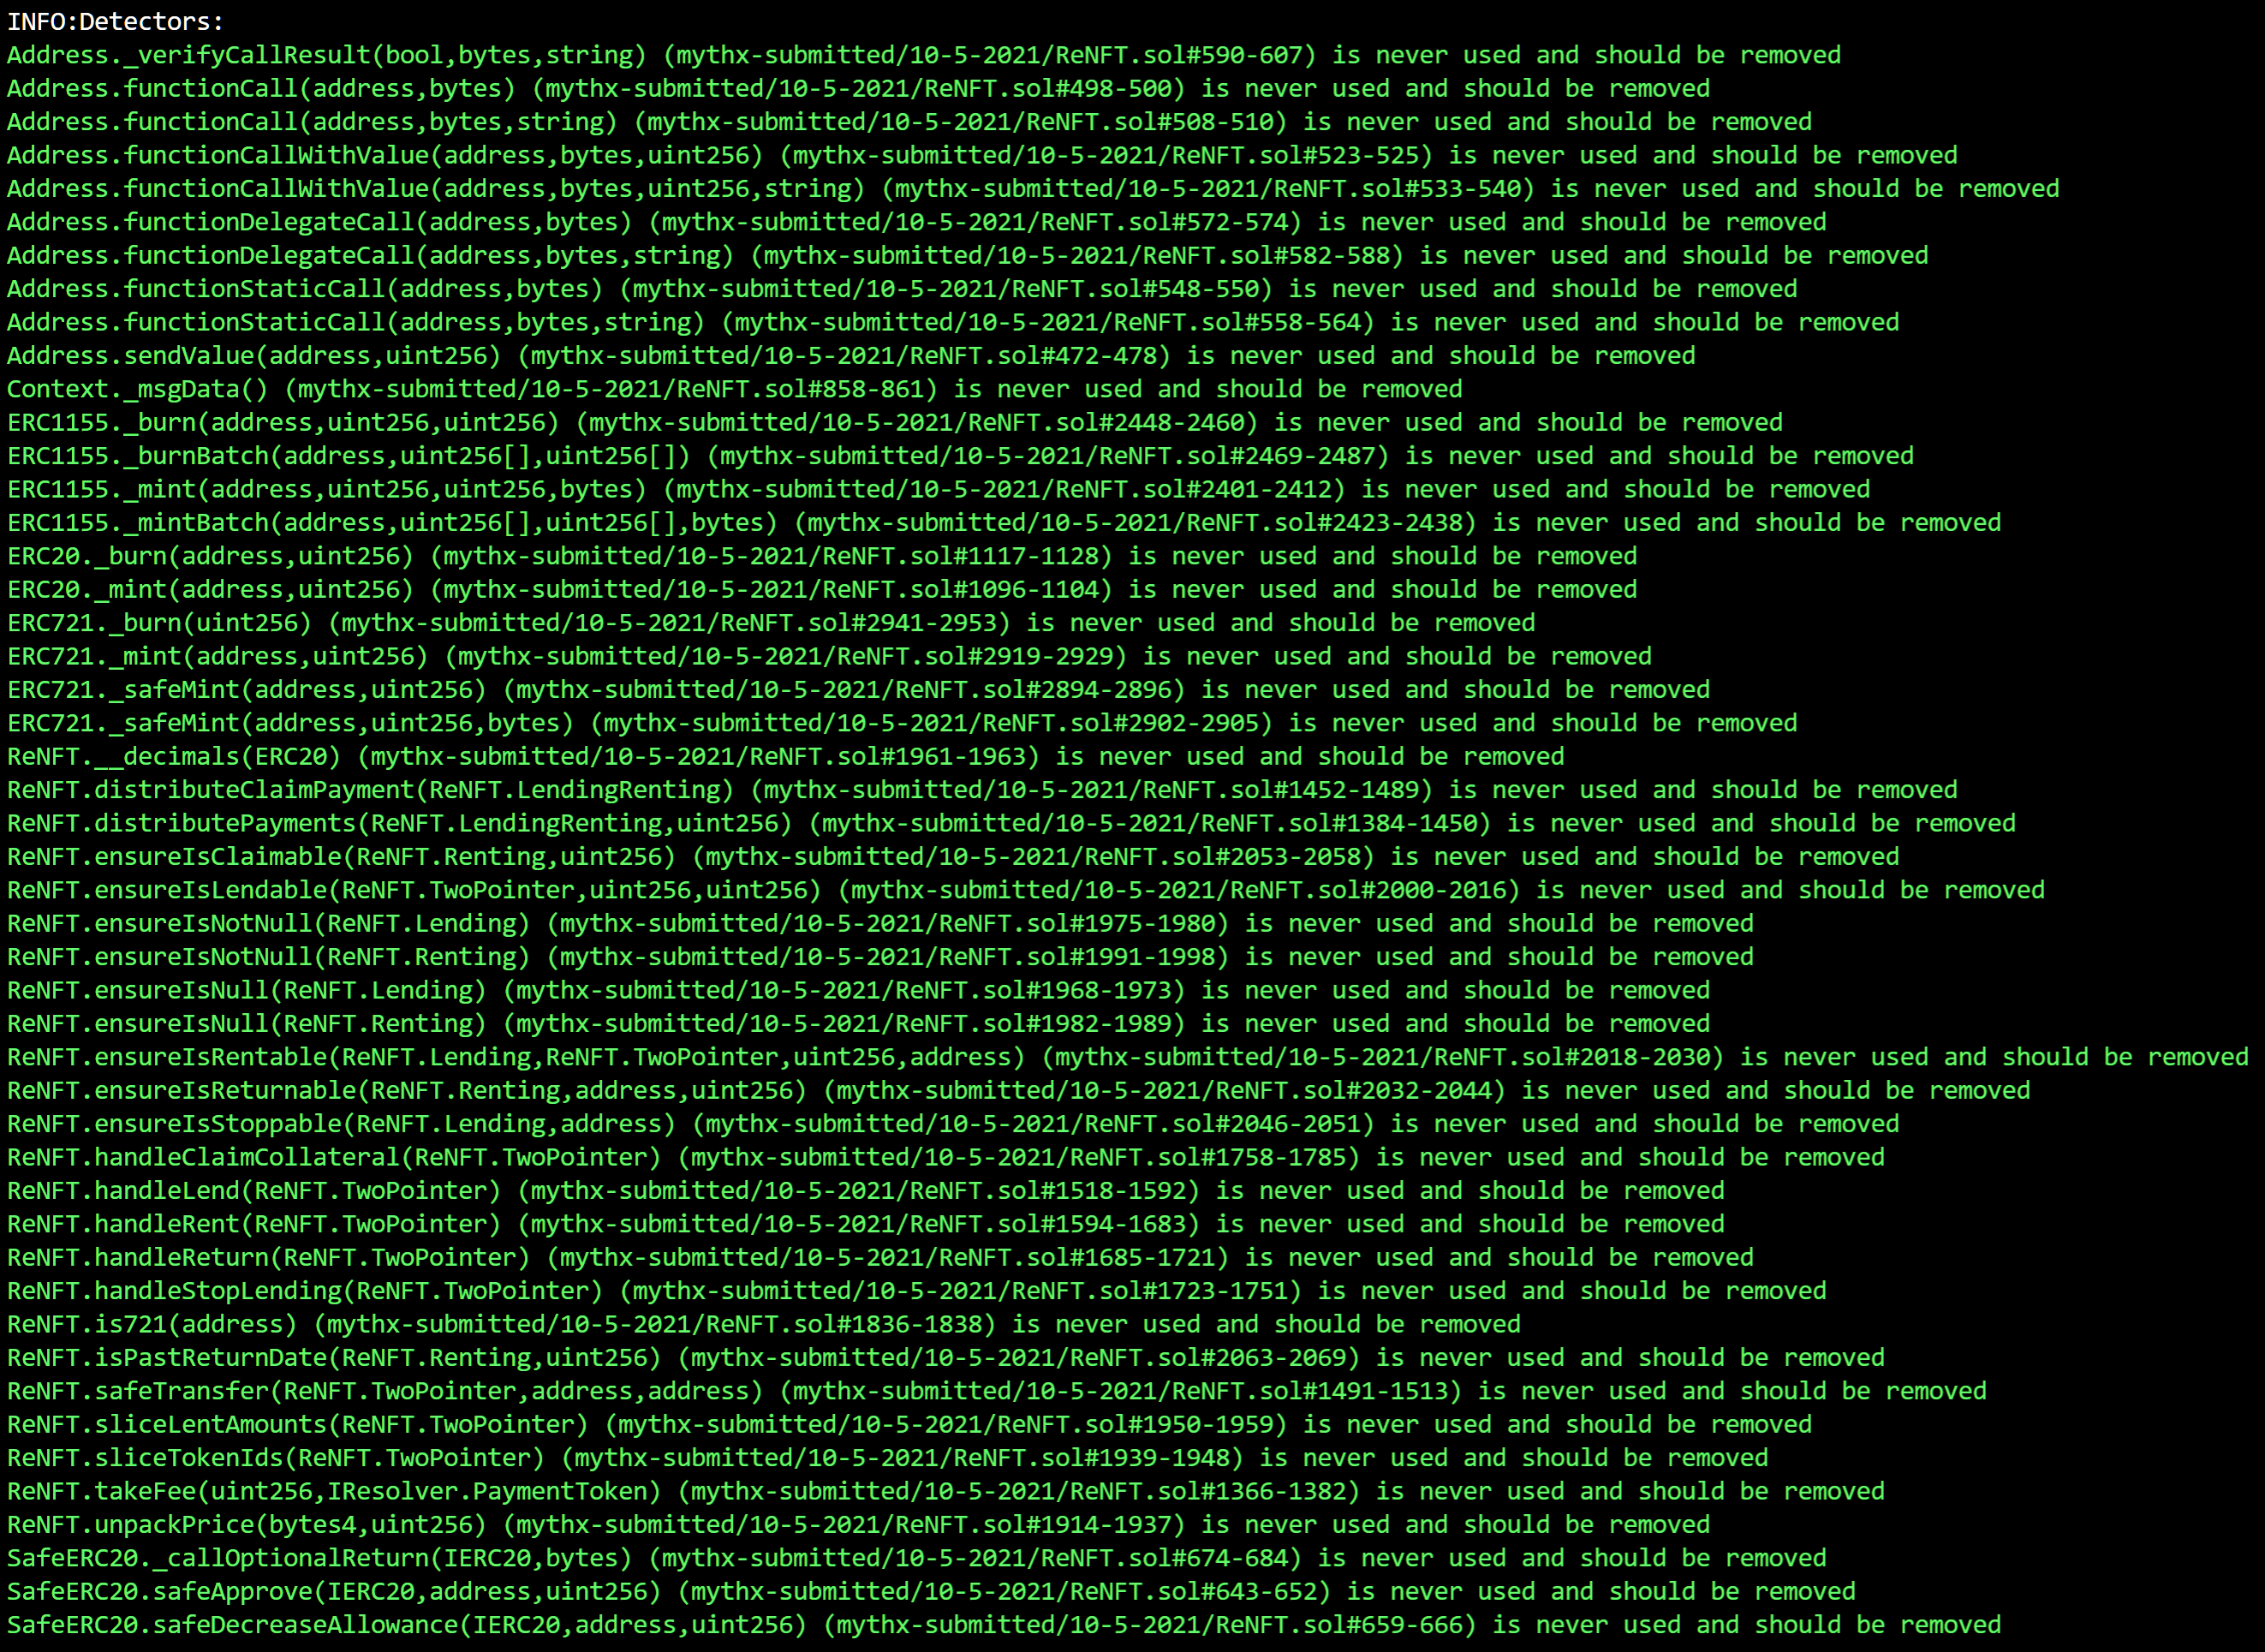 INFO:Detectors:
Address._verifyCallResult(bool,bytes,string) (mythx-submitted/10-5-2021/ReNFT.sol#590-607) is never used and should be removed
Address.functionCall(address,bytes) (mythx-submitted/10-5-2021/ReNFT.sol#498-500) is never used and should be removed
Address.functionCall(address,bytes,string) (mythx-submitted/10-5-2021/ReNFT.sol#508-510) is never used and should be removed
Address.functionCallWithValue(address,bytes,uint256) (mythx-submitted/10-5-2021/ReNFT.sol#523-525) is never used and should be removed
Address.functionCallWithValue(address,bytes,uint256,string) (mythx-submitted/10-5-2021/ReNFT.sol#533-540) is never used and should be removed
Address.functionDelegateCall(address,bytes) (mythx-submitted/10-5-2021/ReNFT.sol#572-574) is never used and should be removed
Address.functionDelegateCall(address,bytes,string) (mythx-submitted/10-5-2021/ReNFT.sol#582-588) is never used and should be removed
Address.functionStaticCall(address,bytes) (mythx-submitted/10-5-2021/ReNFT.sol#548-550) is never used and should be removed
Address.functionStaticCall(address,bytes,string) (mythx-submitted/10-5-2021/ReNFT.sol#558-564) is never used and should be removed
Address.sendValue(address,uint256) (mythx-submitted/10-5-2021/ReNFT.sol#472-478) is never used and should be removed
Context._msgData() (mythx-submitted/10-5-2021/ReNFT.sol#858-861) is never used and should be removed
ERC1155._burn(address,uint256,uint256) (mythx-submitted/10-5-2021/ReNFT.sol#2448-2460) is never used and should be removed
ERC1155._burnBatch(address,uint256[],uint256[]) (mythx-submitted/10-5-2021/ReNFT.sol#2469-2487) is never used and should be removed
ERC1155._mint(address,uint256,uint256,bytes) (mythx-submitted/10-5-2021/ReNFT.sol#2401-2412) is never used and should be removed
ERC1155._mintBatch(address,uint256[],uint256[],bytes) (mythx-submitted/10-5-2021/ReNFT.sol#2423-2438) is never used and should be removed
ERC20._burn(address,uint256) (mythx-submitted/10-5-2021/ReNFT.sol#1117-1128) is never used and should be removed
ERC20._mint(address,uint256) (mythx-submitted/10-5-2021/ReNFT.sol#1096-1104) is never used and should be removed
ERC721._burn(uint256) (mythx-submitted/10-5-2021/ReNFT.sol#2941-2953) is never used and should be removed
ERC721._mint(address,uint256) (mythx-submitted/10-5-2021/ReNFT.sol#2919-2929) is never used and should be removed
ERC721._safeMint(address,uint256) (mythx-submitted/10-5-2021/ReNFT.sol#2894-2896) is never used and should be removed
ERC721._safeMint(address,uint256,bytes) (mythx-submitted/10-5-2021/ReNFT.sol#2902-2905) is never used and should be removed
ReNFT.__decimals(ERC20) (mythx-submitted/10-5-2021/ReNFT.sol#1961-1963) is never used and should be removed
ReNFT.distributeClaimPayment(ReNFT.LendingRenting) (mythx-submitted/10-5-2021/ReNFT.sol#1452-1489) is never used and should be removed
ReNFT.distributePayments(ReNFT.LendingRenting,uint256) (mythx-submitted/10-5-2021/ReNFT.sol#1384-1450) is never used and should be removed
ReNFT.ensureIsClaimable(ReNFT.Renting,uint256) (mythx-submitted/10-5-2021/ReNFT.sol#2053-2058) is never used and should be removed
ReNFT.ensureIsLendable(ReNFT.TwoPointer,uint256,uint256) (mythx-submitted/10-5-2021/ReNFT.sol#2000-2016) is never used and should be removed
ReNFT.ensureIsNotNull(ReNFT.Lending) (mythx-submitted/10-5-2021/ReNFT.sol#1975-1980) is never used and should be removed
ReNFT.ensureIsNotNull(ReNFT.Renting) (mythx-submitted/10-5-2021/ReNFT.sol#1991-1998) is never used and should be removed
ReNFT.ensureIsNull(ReNFT.Lending) (mythx-submitted/10-5-2021/ReNFT.sol#1968-1973) is never used and should be removed
ReNFT.ensureIsNull(ReNFT.Renting) (mythx-submitted/10-5-2021/ReNFT.sol#1982-1989) is never used and should be removed
ReNFT.ensureIsRentable(ReNFT.Lending,ReNFT.TwoPointer,uint256,address) (mythx-submitted/10-5-2021/ReNFT.sol#2018-2030) is never used and should be removed
ReNFT.ensureIsReturnable(ReNFT.Renting,address,uint256) (mythx-submitted/10-5-2021/ReNFT.sol#2032-2044) is never used and should be removed
ReNFT.ensureIsStoppable(ReNFT.Lending,address) (mythx-submitted/10-5-2021/ReNFT.sol#2046-2051) is never used and should be removed
ReNFT.handleClaimCollateral(ReNFT.TwoPointer) (mythx-submitted/10-5-2021/ReNFT.sol#1758-1785) is never used and should be removed
ReNFT.handleLend(ReNFT.TwoPointer) (mythx-submitted/10-5-2021/ReNFT.sol#1518-1592) is never used and should be removed
ReNFT.handleRent(ReNFT.TwoPointer) (mythx-submitted/10-5-2021/ReNFT.sol#1594-1683) is never used and should be removed
ReNFT.handleReturn(ReNFT.TwoPointer) (mythx-submitted/10-5-2021/ReNFT.sol#1685-1721) is never used and should be removed
ReNFT.handleStopLending(ReNFT.TwoPointer) (mythx-submitted/10-5-2021/ReNFT.sol#1723-1751) is never used and should be removed
ReNFT.is721(address) (mythx-submitted/10-5-2021/ReNFT.sol#1836-1838) is never used and should be removed
ReNFT.isPastReturnDate(ReNFT.Renting,uint256) (mythx-submitted/10-5-2021/ReNFT.sol#2063-2069) is never used and should be removed
ReNFT.safeTransfer(ReNFT.TwoPointer,address,address) (mythx-submitted/10-5-2021/ReNFT.sol#1491-1513) is never used and should be removed
ReNFT.sliceLentAmounts(ReNFT.TwoPointer) (mythx-submitted/10-5-2021/ReNFT.sol#1950-1959) is never used and should be removed
ReNFT.sliceTokenIds(ReNFT.TwoPointer) (mythx-submitted/10-5-2021/ReNFT.sol#1939-1948) is never used and should be removed
ReNFT.takeFee(uint256,IResolver.PaymentToken) (mythx-submitted/10-5-2021/ReNFT.sol#1366-1382) is never used and should be removed
ReNFT.unpackPrice(bytes4,uint256) (mythx-submitted/10-5-2021/ReNFT.sol#1914-1937) is never used and should be removed
SafeERC20._callOptionalReturn(IERC20,bytes) (mythx-submitted/10-5-2021/ReNFT.sol#674-684) is never used and should be removed
SafeERC20.safeApprove(IERC20,address,uint256) (mythx-submitted/10-5-2021/ReNFT.sol#643-652) is never used and should be removed
SafeERC20.safeDecreaseAllowance(IERC20,address,uint256) (mythx-submitted/10-5-2021/ReNFT.sol#659-666) is never used and should be removed